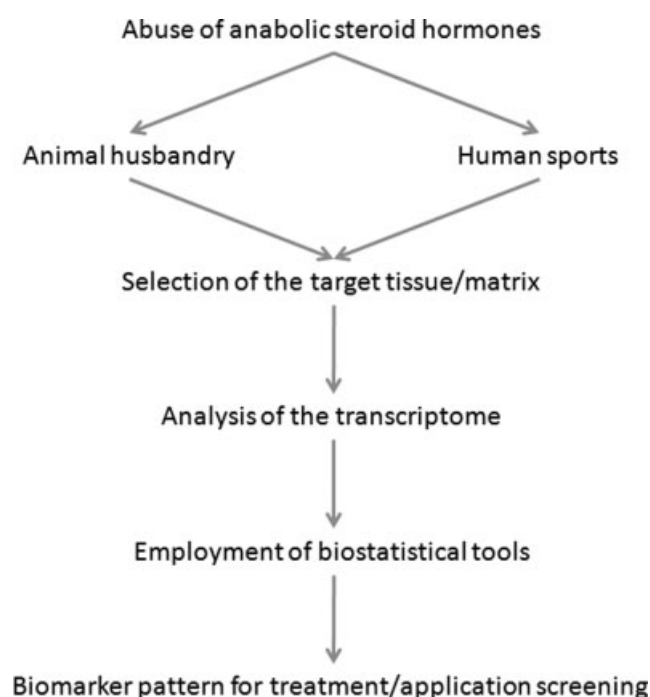 Abuse of anabolic steroid hormones
Animal husbandry
Human sports
Selection of the target tissue/matrix
Analysis of the transcriptome
Employment of biostatistical tools
Biomarker pattern for treatment/application screening